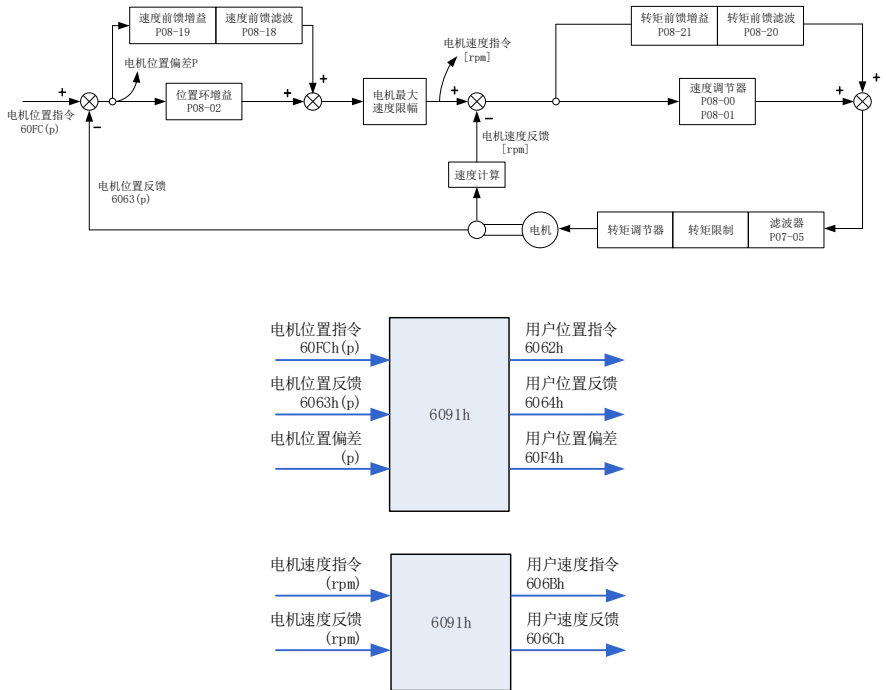 速度前馈增益
P08-19
速度前馈滤波
P08-18
转矩前馈增益
P08-21
转矩前馈滤波
P08-20
电机速度指令
[rpm]
电机位置偏差P
+
+
+
位置环增益
P08-02
+
电机最大
速度限幅
+
速度调节器
P08-00
P08-01
+
电机位置指令
60FC(p)
−
−
电机速度反馈
[rpm]
速度计算
电机位置反馈
6063(p)
电机
转矩调节器
转矩限制
滤波器
P07-05
电机位置指令
60FCh(p)
用户位置指令
6062h
电机位置反馈
6063h(p)
6091h
用户位置反馈
6064h
电机位置偏差
(p)
用户位置偏差
60F4h
电机速度指令
(rpm)
用户速度指令
606Bh
电机速度反馈
(rpm)
6091h
用户速度反馈
606Ch